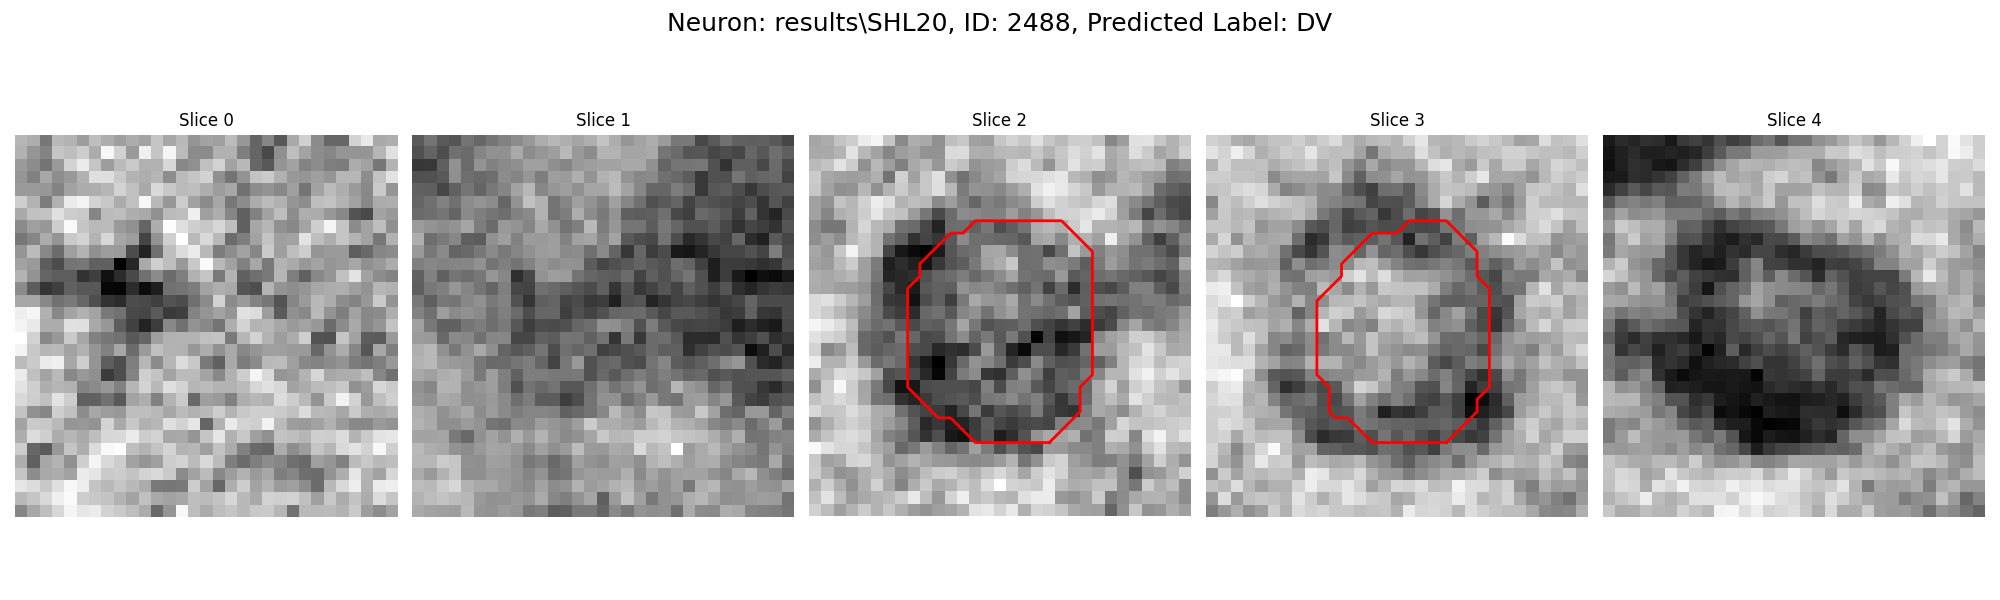 Neuron: results\SHL20, ID: 2488, Predicted Label: DV
Slice 0
Slice 1
Slice 2
Slice 3
Slice 4